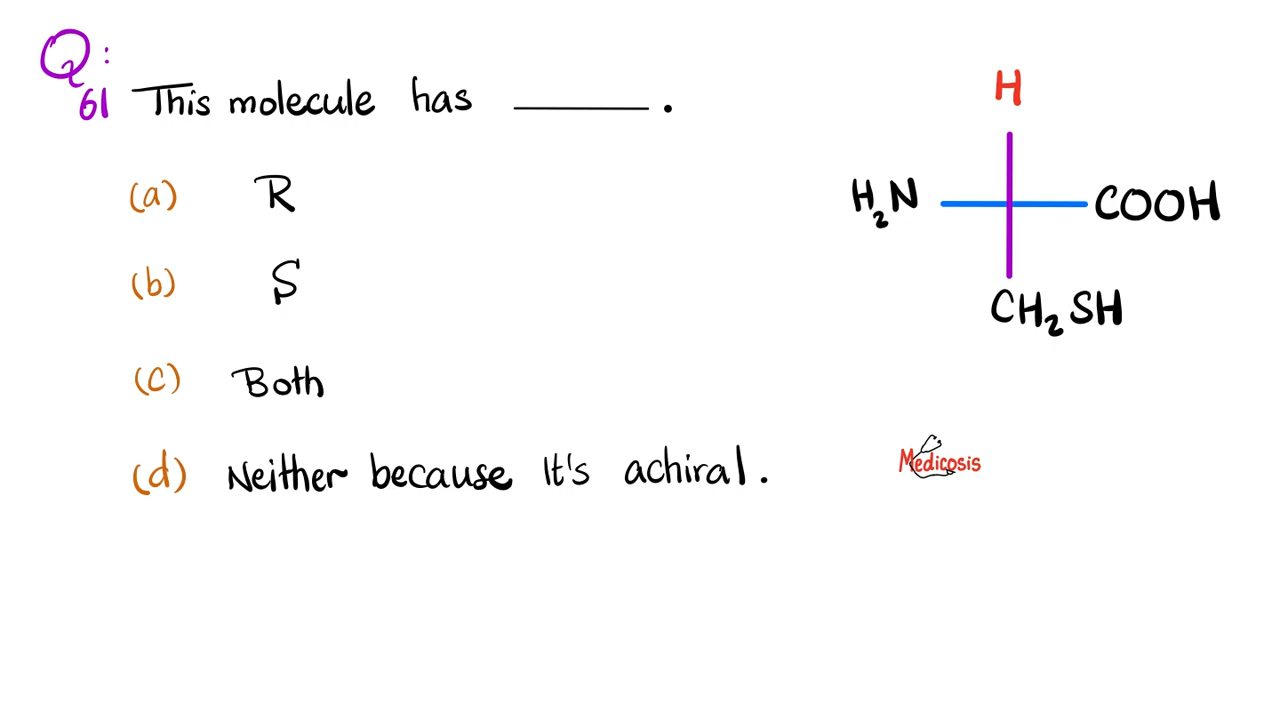 Q:
61 This molecule has ______.
(a) R
(b) S
(c) Both
(d) Neither because It's achiral.
H
H₂N COOH
CH₂SH
Medicosis